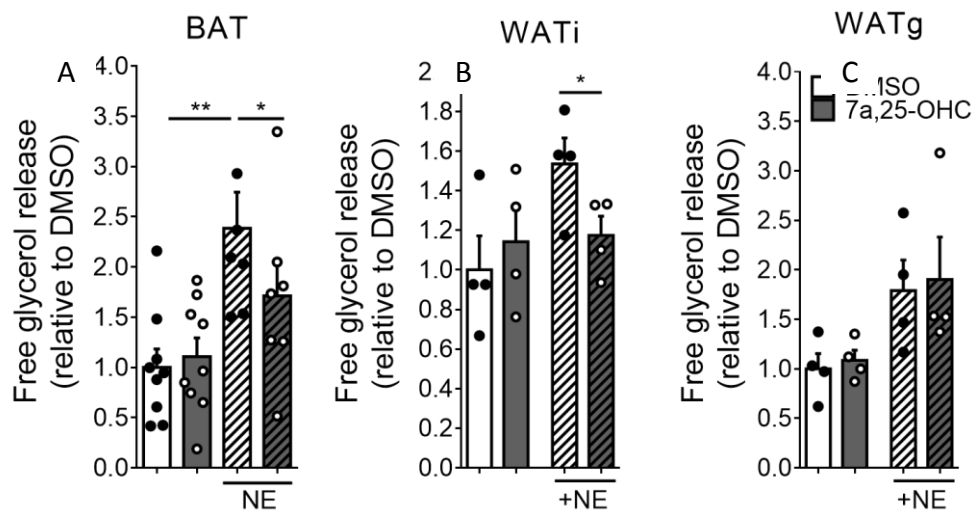 BAT
WATi
WATg
A
B
C
Free glycerol release
(relative to DMSO)
4.0
3.5
3.0
2.5
2.0
1.5
1.0
0.5
0.0
**
*
NE
Free glycerol release
(relative to DMSO)
2
1.8
1.6
1.4
1.2
1.0
0.8
0.6
0.4
0.2
0.0
*
+NE
Free glycerol release
(relative to DMSO)
4.0
3.5
3.0
2.5
2.0
1.5
1.0
0.5
0.0
7a,25-OHC
+NE